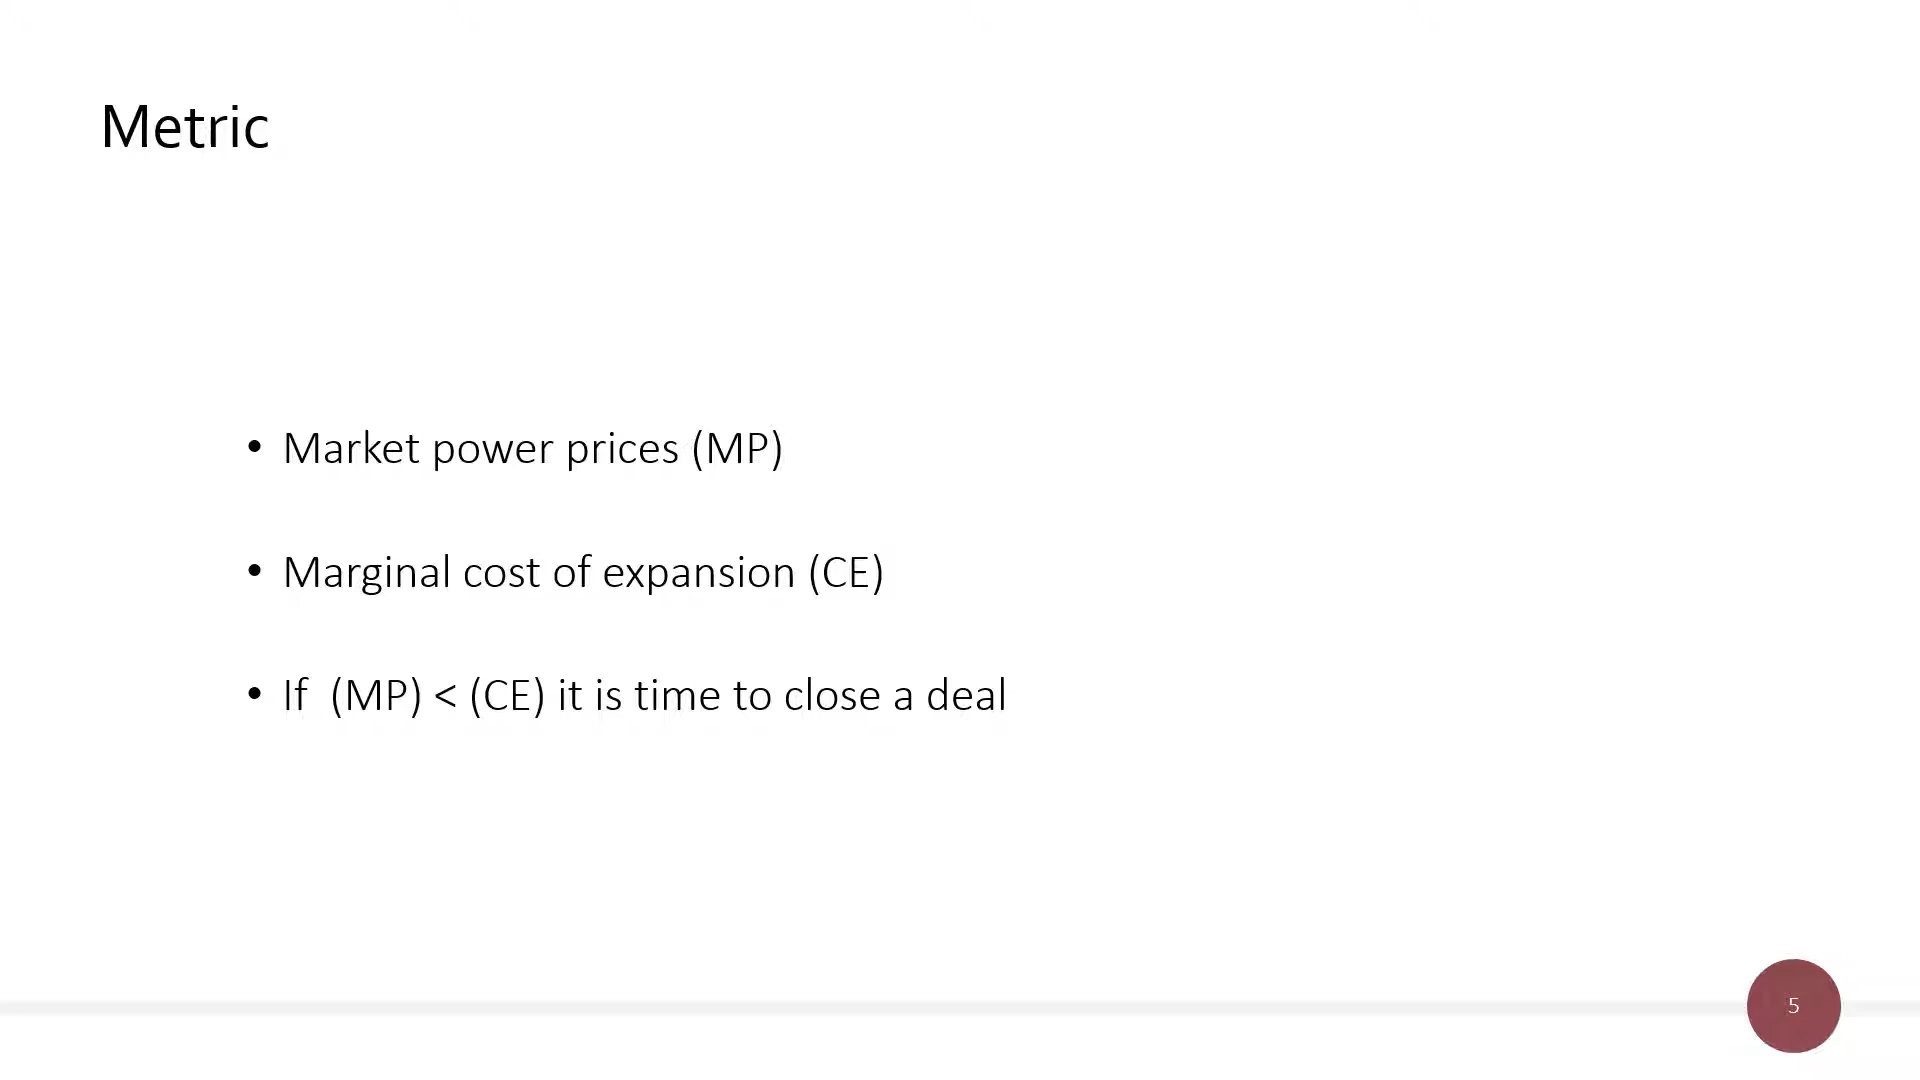 Metric
• Market power prices (MP)
• Marginal cost of expansion (CE)
• If  (MP) < (CE) it is time to close a deal
5